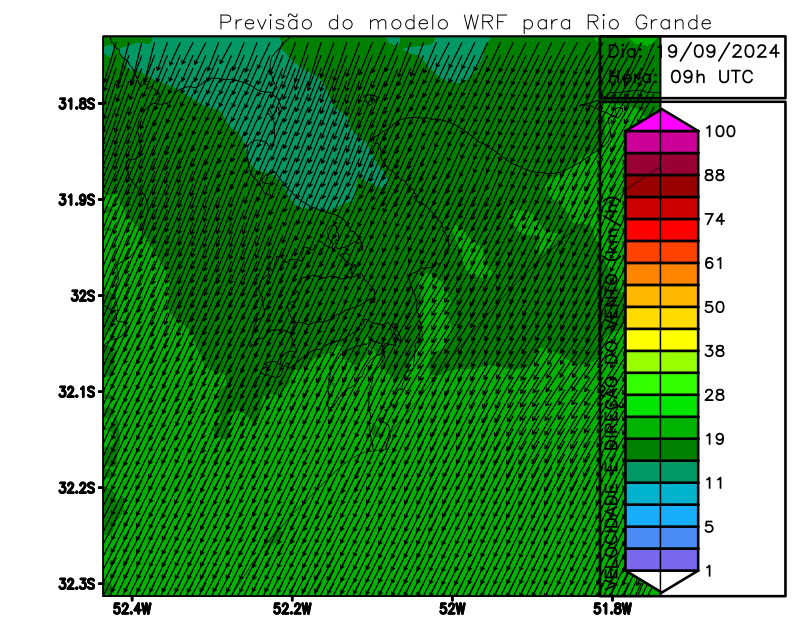 Previsão do modelo WRF para Rio Grande
Dia: 19/09/2024
Hora: 09h UTC
31.8S
31.9S
32S
32.1S
32.2S
32.3S
52.4W
52.2W
52W
51.8W
VELOCIDADE E DIREÇÃO DO VENTO (km/h)
100
88
74
61
50
38
28
19
11
5
1